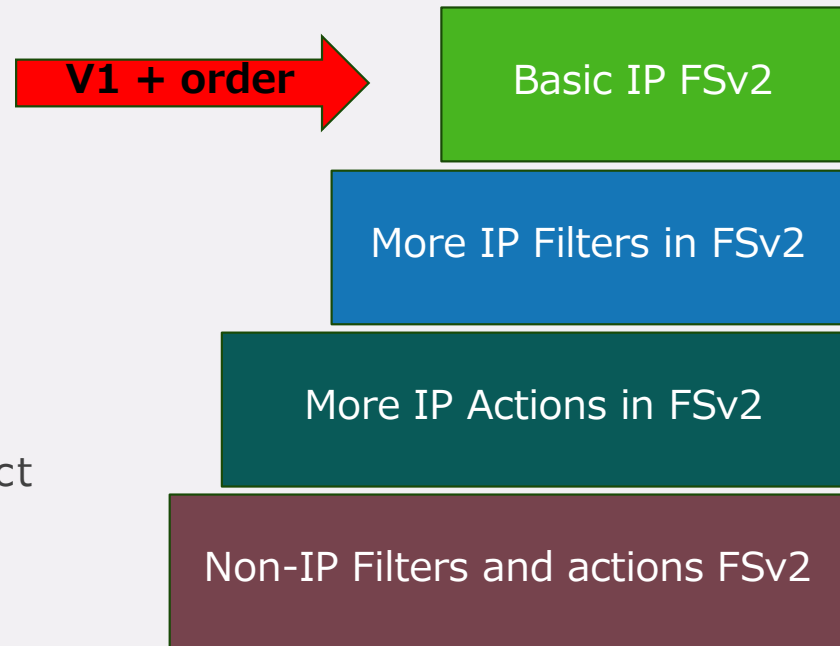 V1 + order
Basic IP FSv2
More IP Filters in FSv2
More IP Actions in FSv2
ct
Non-IP Filters and actions FSv2